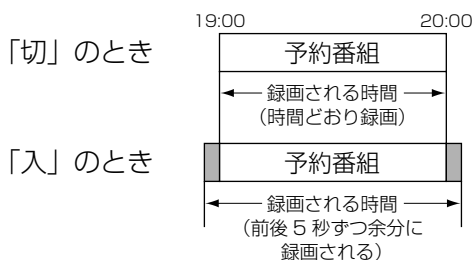 19:00 20:00
「切」のとき 予約番組
録画される時間
（時間どおり録画）
「入」のとき 予約番組
録画される時間
（前後 5 秒ずつ余分に
録画される）